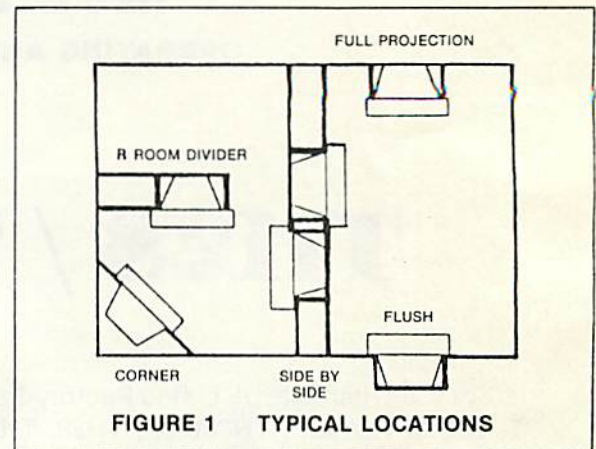 FULL PROJECTION
R ROOM DIVIDER
FLUSH
CORNER
SIDE BY
SIDE
FIGURE 1 TYPICAL LOCATIONS